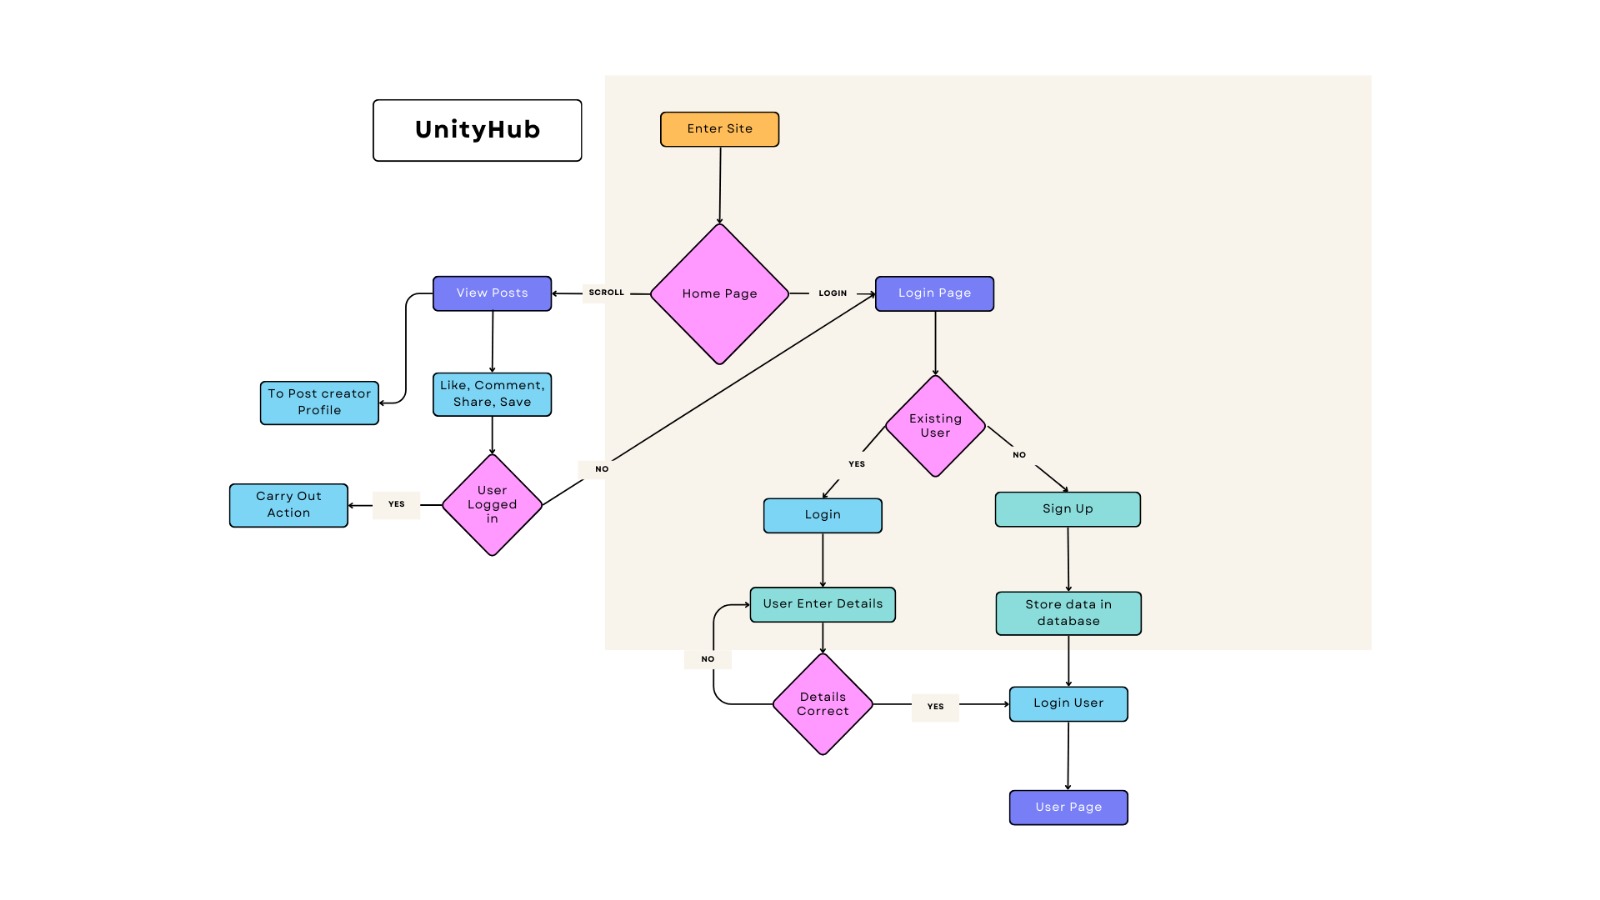 UnityHub
Enter Site
Home Page
SCROLL
LOGIN
View Posts
Login Page
To Post creator
Profile
Like, Comment,
Share, Save
Existing
User
YES
NO
User
Logged
in
NO
YES
Carry Out
Action
Login
Sign Up
User Enter Details
Store data in
database
NO
Details
Correct
YES
Login User
User Page